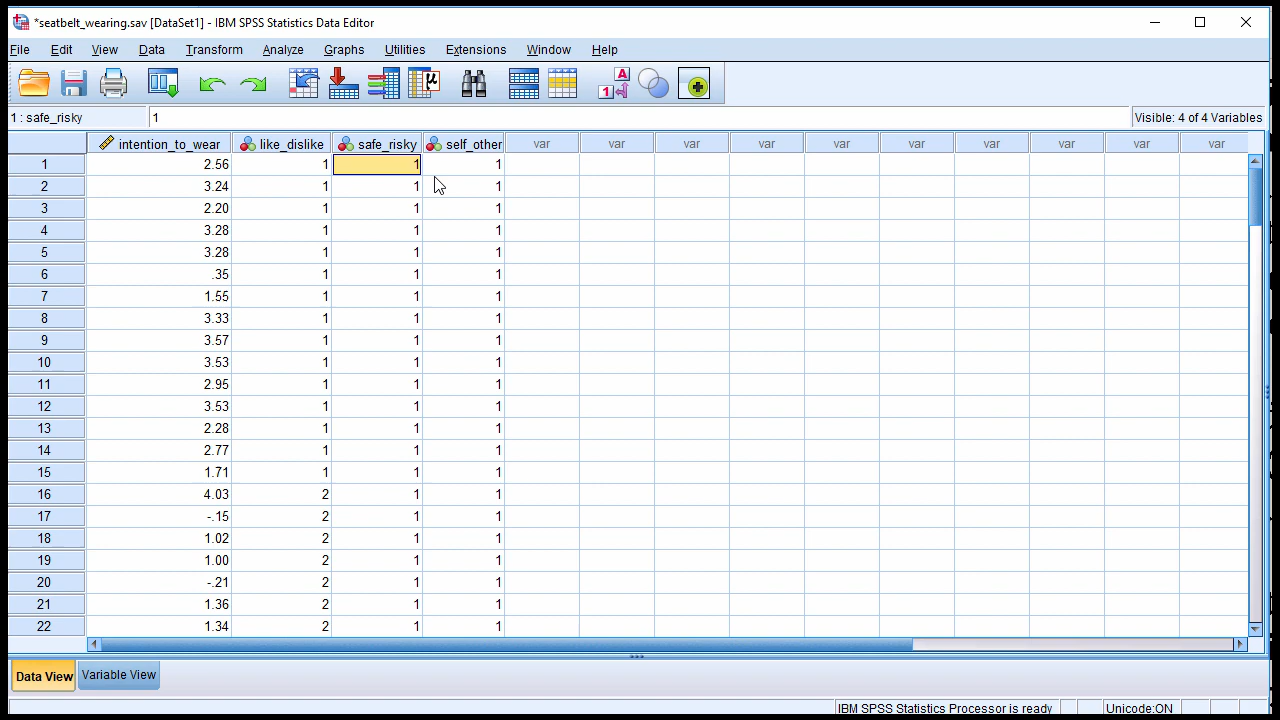 *seatbelt_wearing.sav [DataSet1] - IBM SPSS Statistics Data Editor
File Edit View Data Transform Analyze Graphs Utilities Extensions Window Help
1 A
μ
1 : safe_risky 1 Visible: 4 of 4 Variables
intention_to_wear like_dislike safe_risky self_other var var var var var var var var var var
1 2.56 1 1 1
2 3.24 1 1 1
3 2.20 1 1 1
4 3.28 1 1 1
5 3.28 1 1 1
6 .35 1 1 1
7 1.55 1 1 1
8 3.33 1 1 1
9 3.57 1 1 1
10 3.53 1 1 1
11 2.95 1 1 1
12 3.53 1 1 1
13 2.28 1 1 1
14 2.77 1 1 1
15 1.71 1 1 1
16 4.03 2 1 1
17 -.15 2 1 1
18 1.02 2 1 1
19 1.00 2 1 1
20 -.21 2 1 1
21 1.36 2 1 1
22 1.34 2 1 1
Data View Variable View
IBM SPSS Statistics Processor is ready Unicode:ON